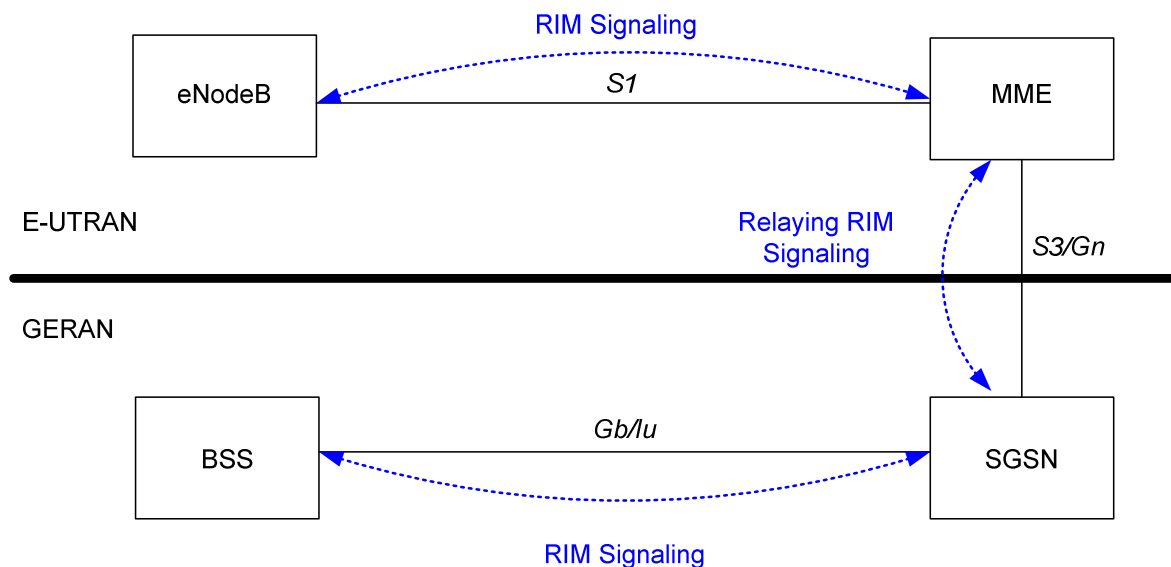 RIM Signaling
eNodeB
S1
MME
E-UTRAN
Relaying RIM
Signaling
S3/Gn
GERAN
BSS
Gb/Iu
SGSN
RIM Signaling